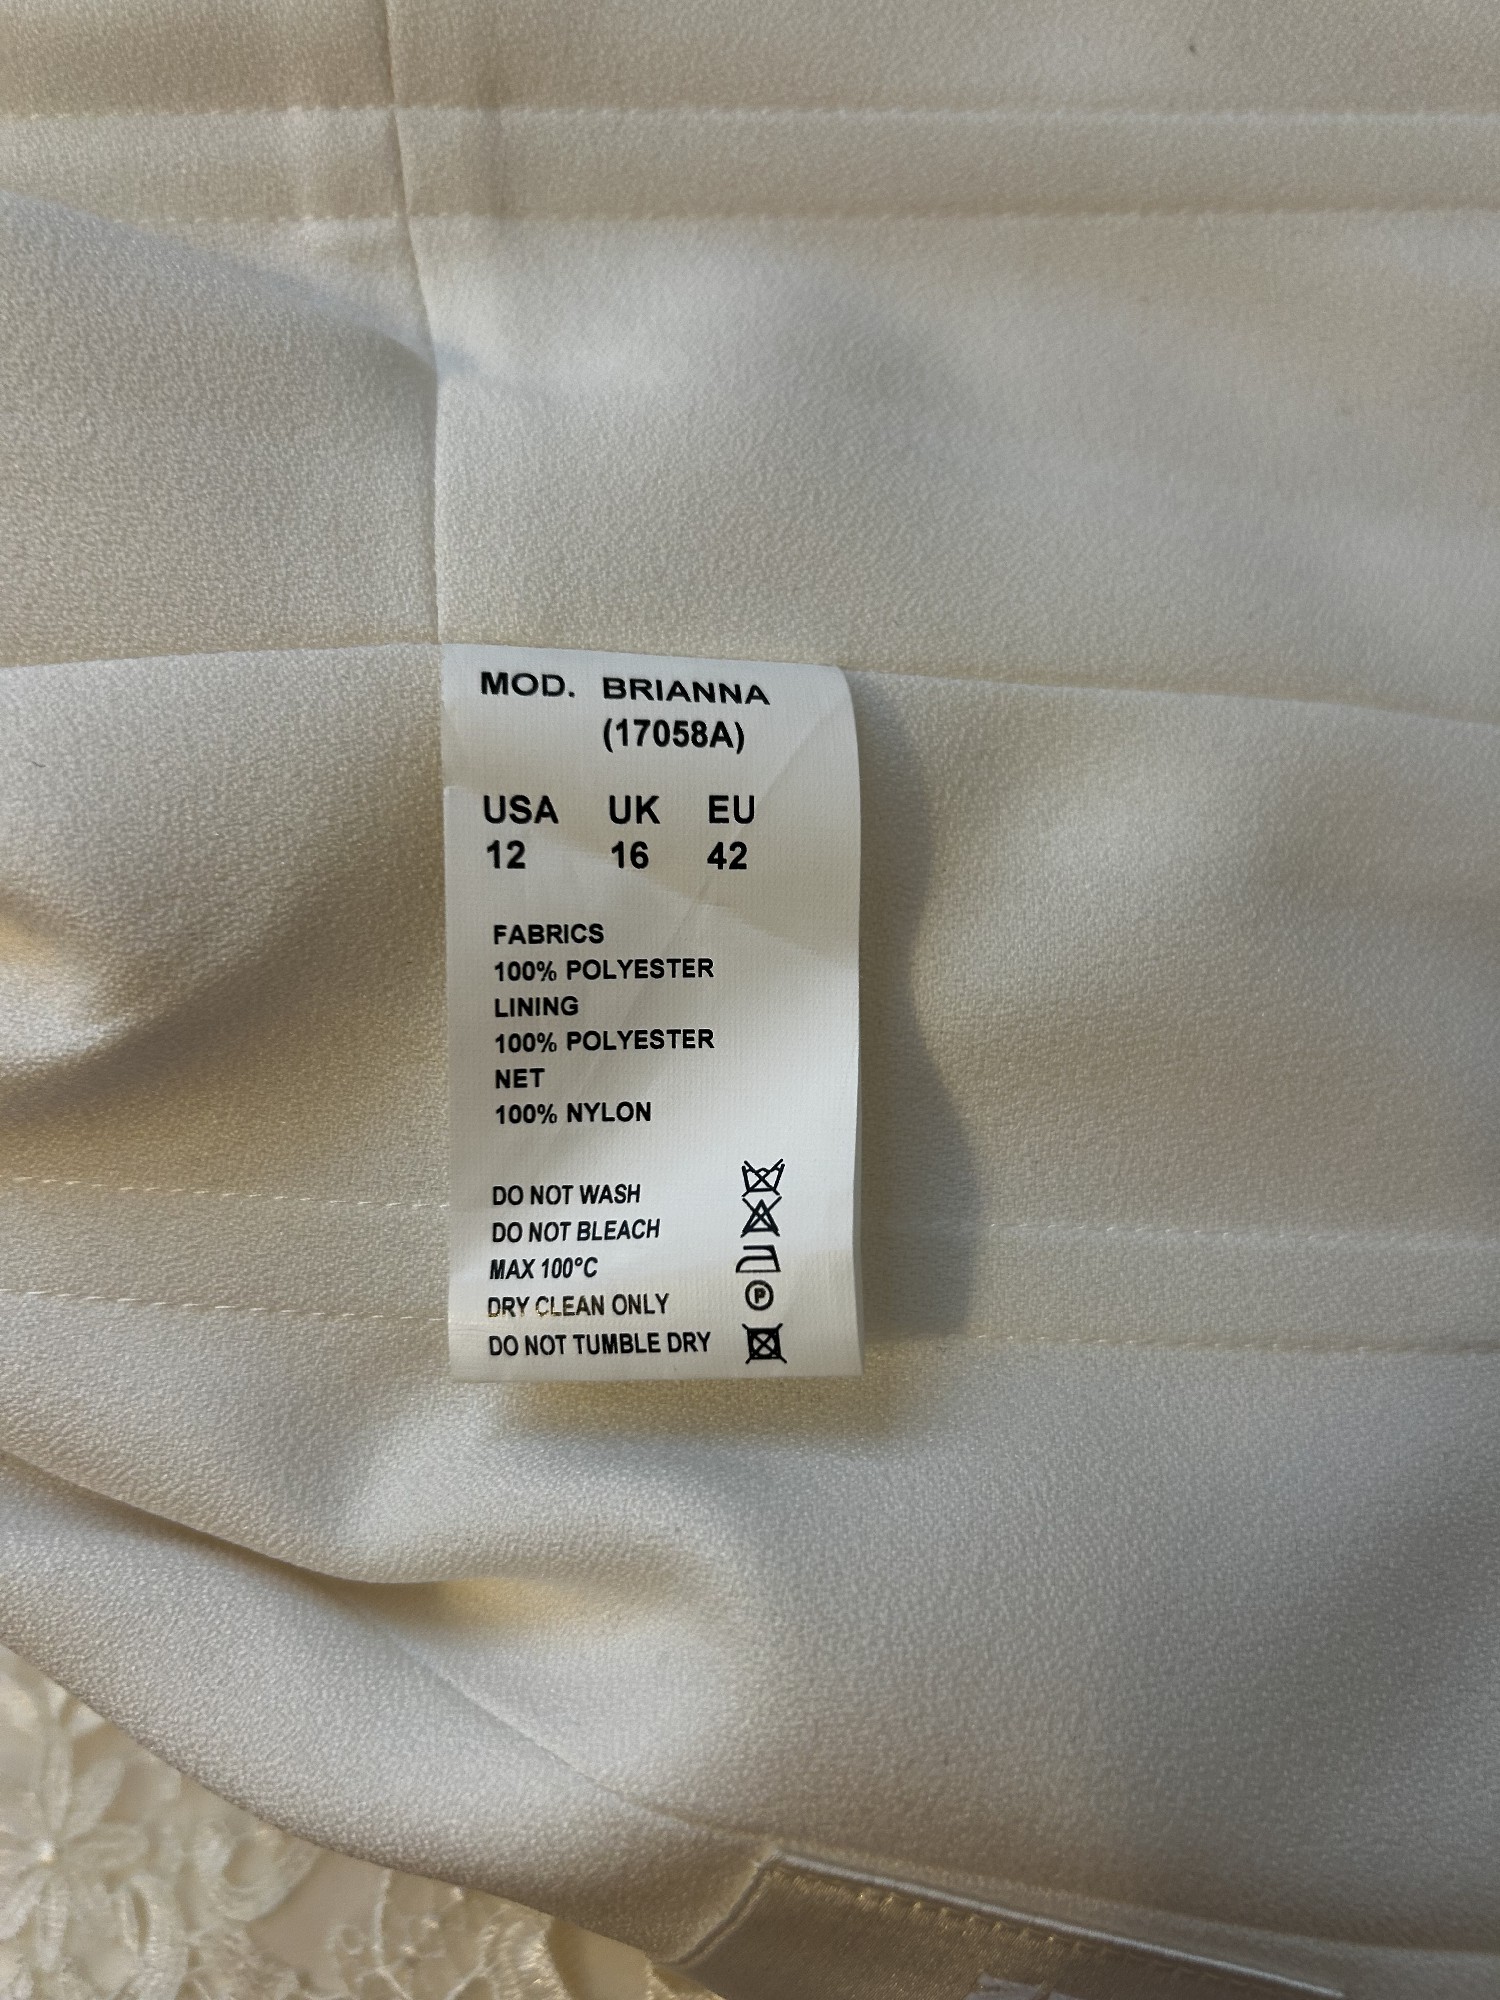 MOD. BRIANNA
(17058A)
USA UK EU
12 16 42
FABRICS
100% POLYESTER
LINING
100% POLYESTER
NET
100% NYLON
DO NOT WASH
DO NOT BLEACH
MAX 100°C
DRY CLEAN ONLY P
DO NOT TUMBLE DRY